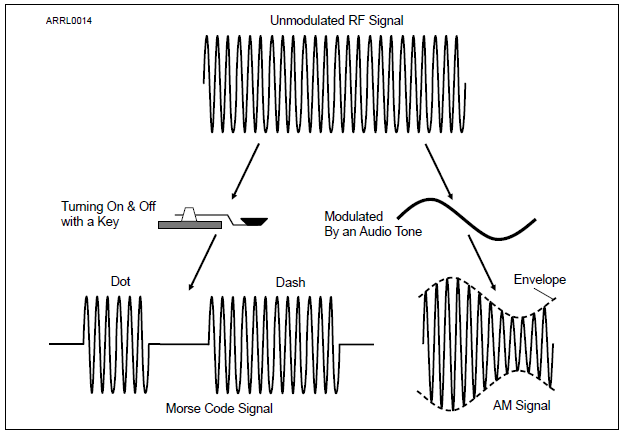 ARRL0014
Unmodulated RF Signal
Turning On & Off
with a Key
Modulated
By an Audio Tone
Dot
Dash
Envelope
Morse Code Signal
AM Signal